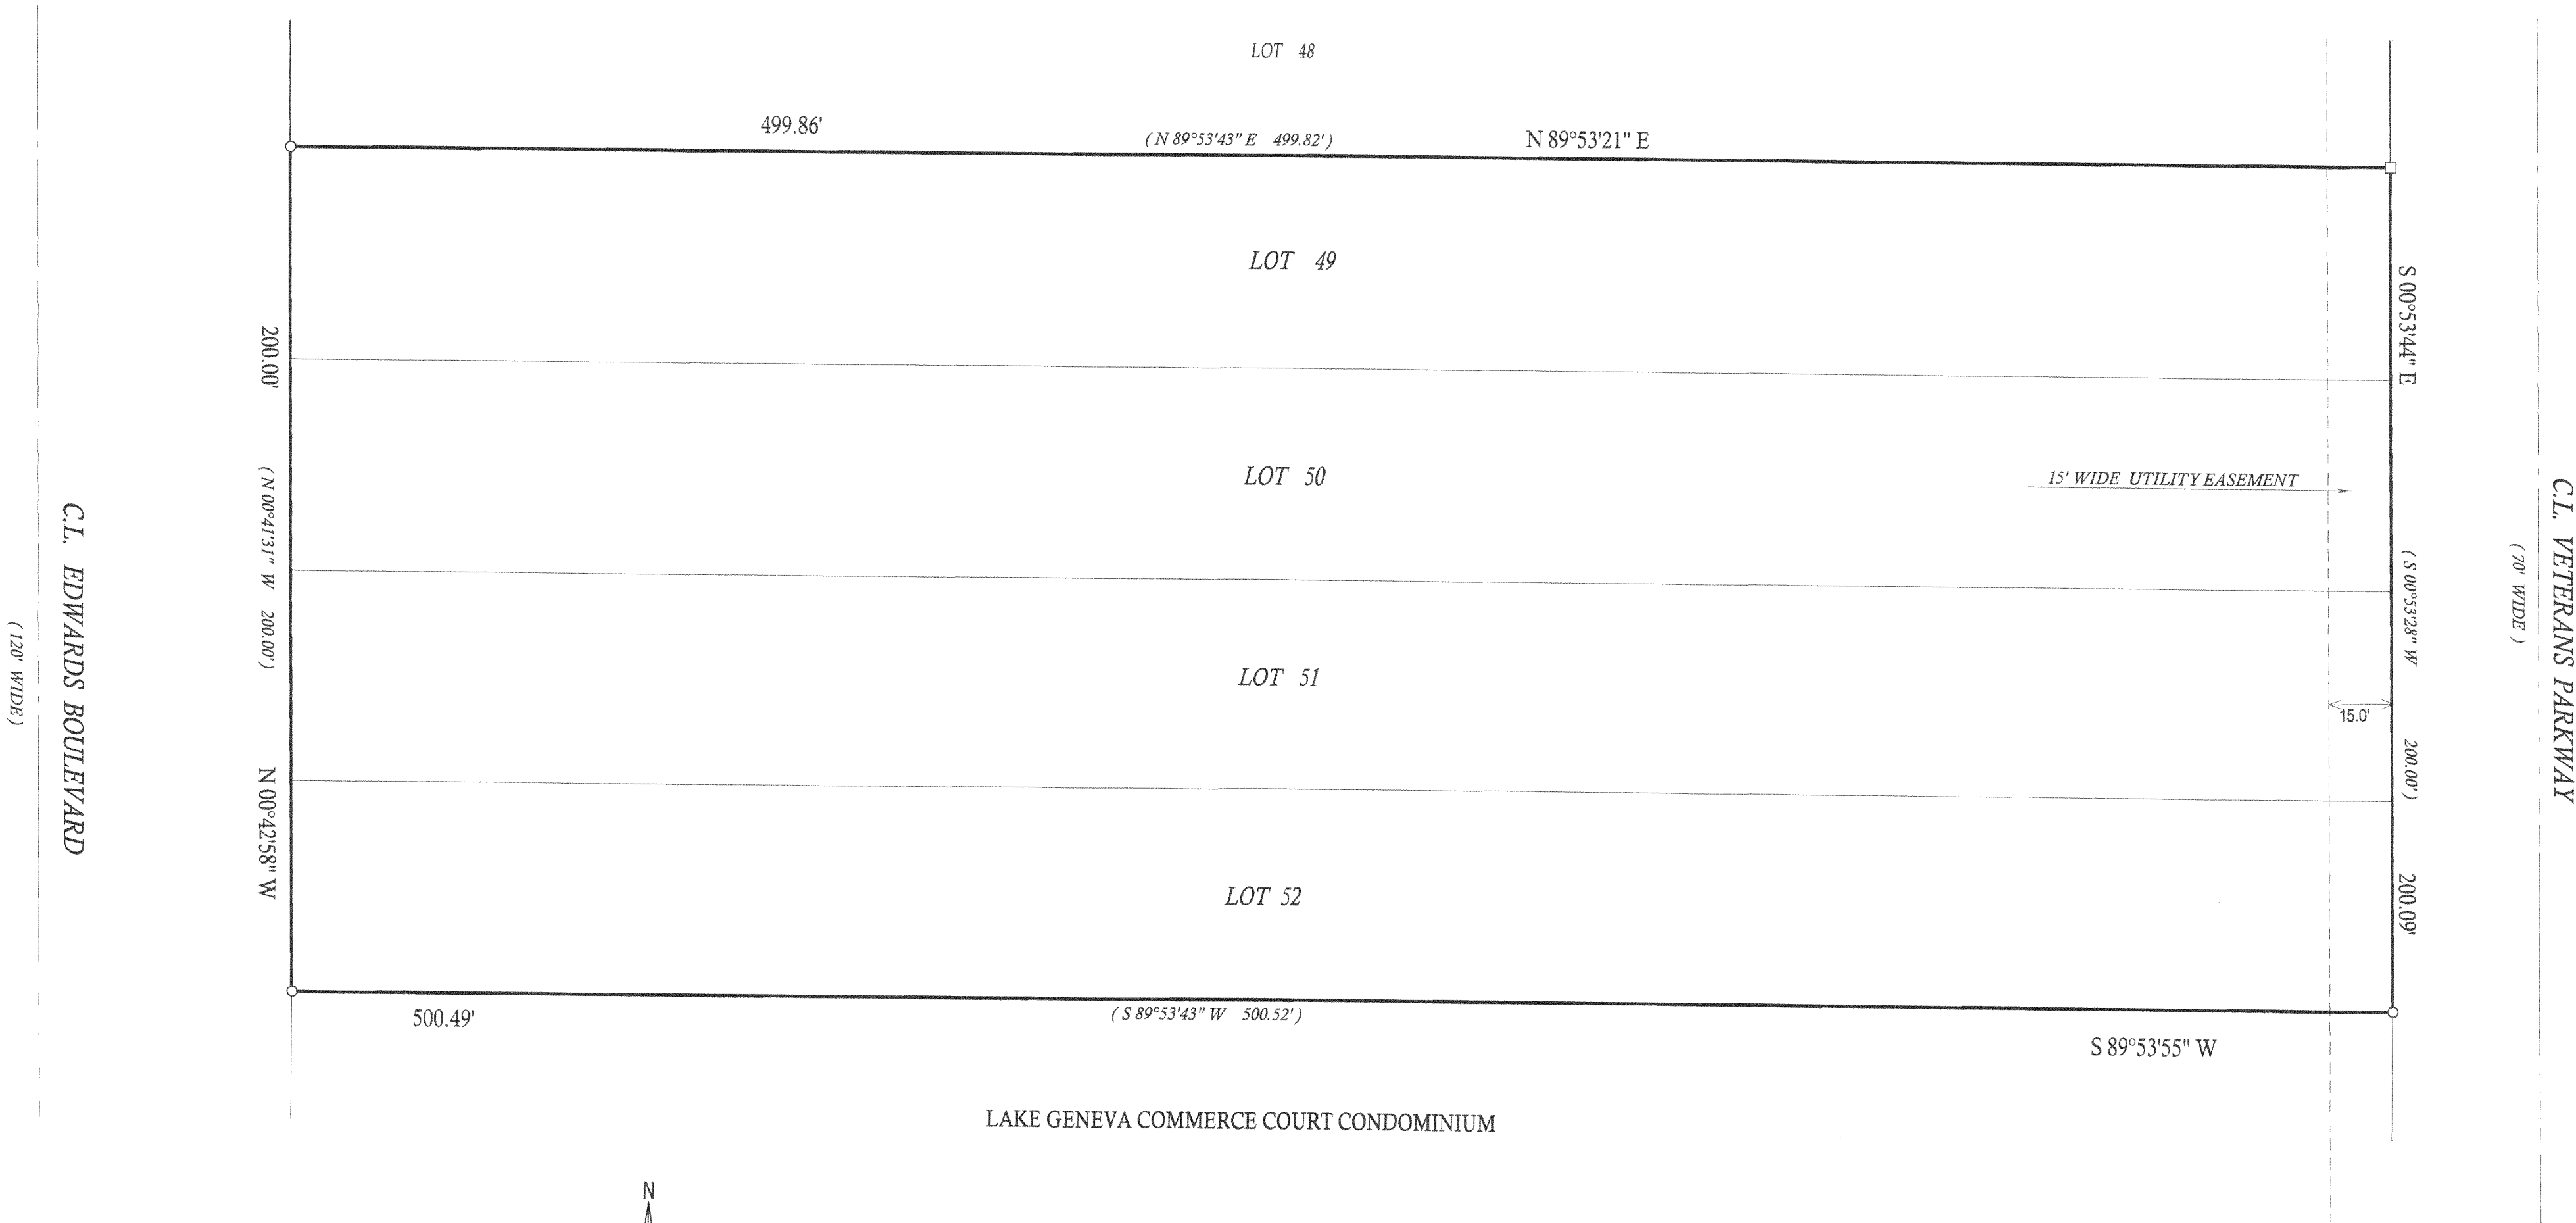 LOT 48
499.86'
( N 89°53'43" E 499.82' )
N 89°53'21" E
LOT 49
S 00°53'44" E
200.00'
LOT 50
15' WIDE UTILITY EASEMENT
( N 00°41'31" W 200.00' )
C.L. EDWARDS BOULEVARD
( 120' WIDE )
C.L. VETERANS PARKWAY
( 70' WIDE )
( S 00°53'28" W 200.00' )
LOT 51
15.0'
N 00°42'58" W
LOT 52
200.09'
500.49'
( S 89°53'43" W 500.52' )
S 89°53'55" W
LAKE GENEVA COMMERCE COURT CONDOMINIUM
N